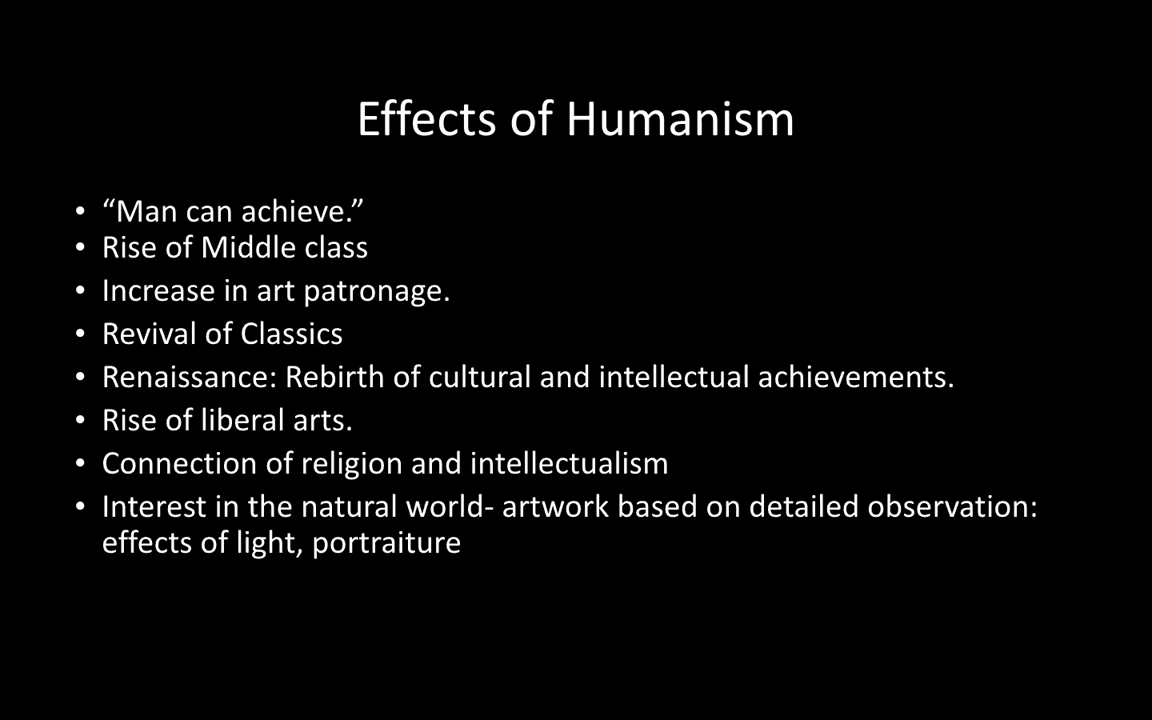 Effects of Humanism
• “Man can achieve.”
• Rise of Middle class
• Increase in art patronage.
• Revival of Classics
• Renaissance: Rebirth of cultural and intellectual achievements.
• Rise of liberal arts.
• Connection of religion and intellectualism
• Interest in the natural world- artwork based on detailed observation:
effects of light, portraiture